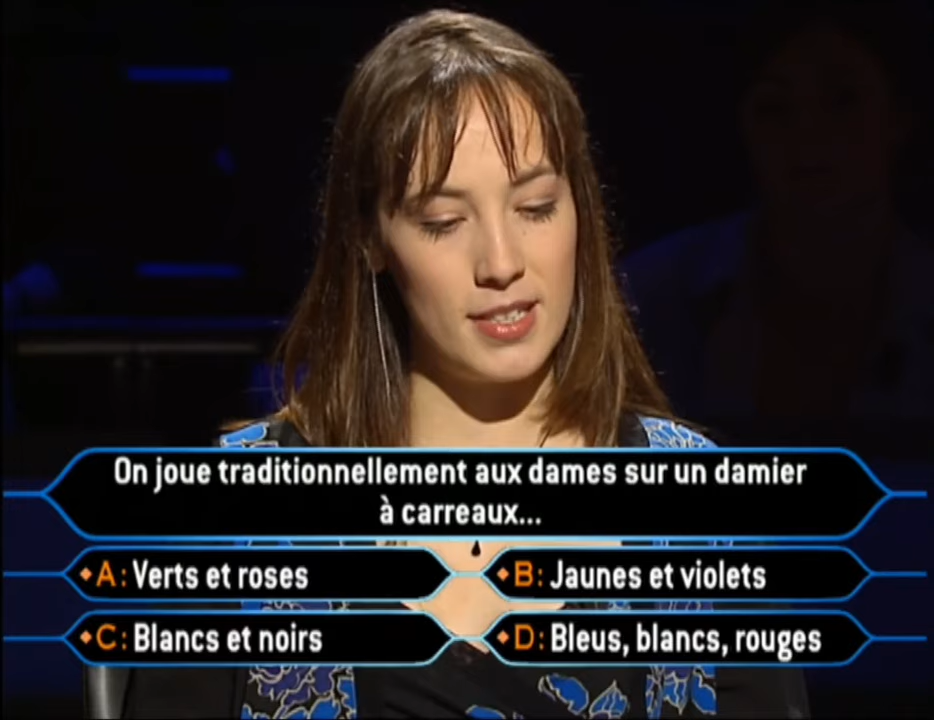 On joue traditionnellement aux dames sur un damier
à carreaux...
A: Verts et roses
B: Jaunes et violets
C: Blancs et noirs
D: Bleus, blancs, rouges